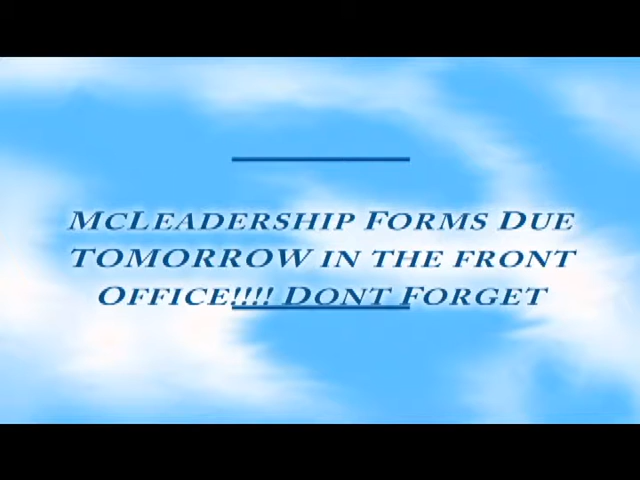 McLeadership Forms Due
TOMORROW in the front
Office!!!! Dont Forget